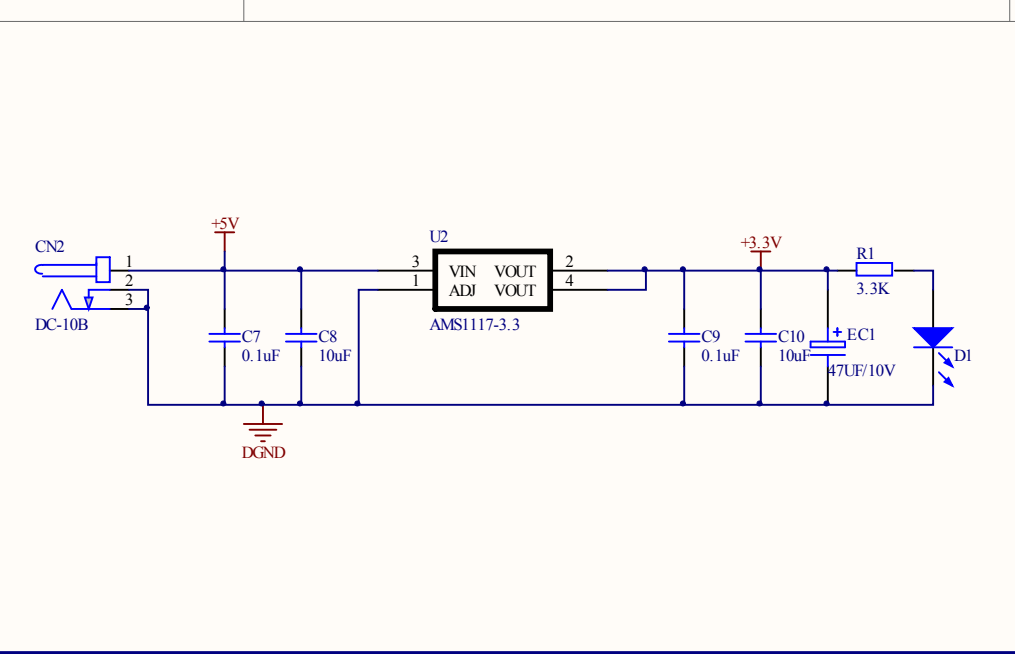 +5V
CN2
1
2
3
DC-10B
C7
0.1uF
C8
10uF
DGND
U2
3
1
VIN VOUT
ADJ VOUT
2
4
AMS1117-3.3
+3.3V
C9
0.1uF
C10
10uF
+ EC1
47UF/10V
R1
3.3K
D1